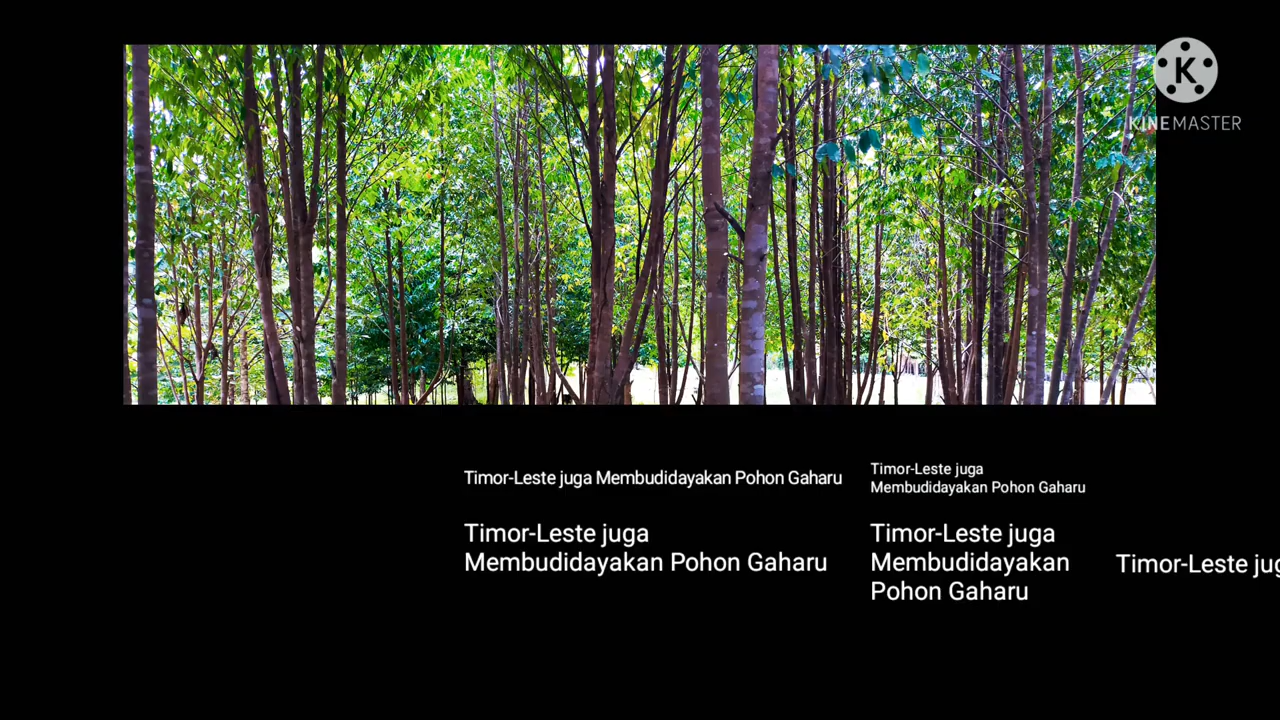 K
KINEMASTER
Timor-Leste juga Membudidayakan Pohon Gaharu
Timor-Leste juga
Membudidayakan Pohon Gaharu
Timor-Leste juga
Membudidayakan Pohon Gaharu
Timor-Leste juga
Membudidayakan
Pohon Gaharu
Timor-Leste